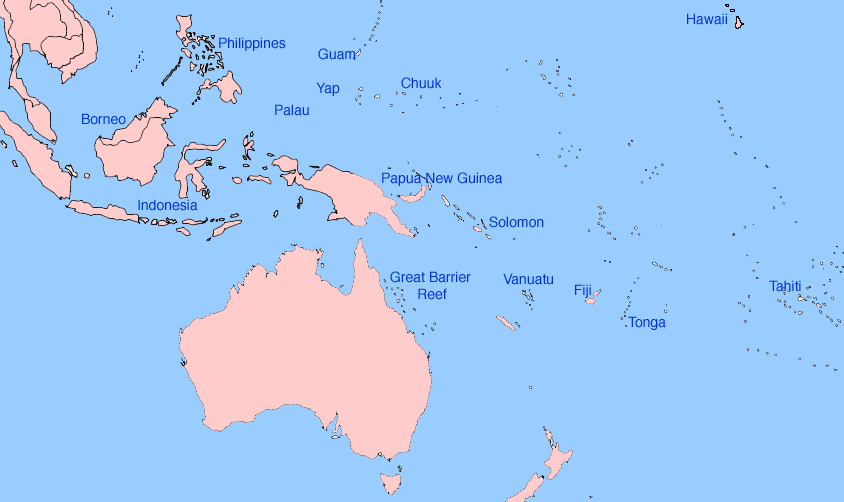 Hawaii
Philippines
Guam
Yap
Chuuk
Palau
Borneo
Papua New Guinea
Indonesia
Solomon
Great Barrier
Reef
Vanuatu
Fiji
Tahiti
Tonga